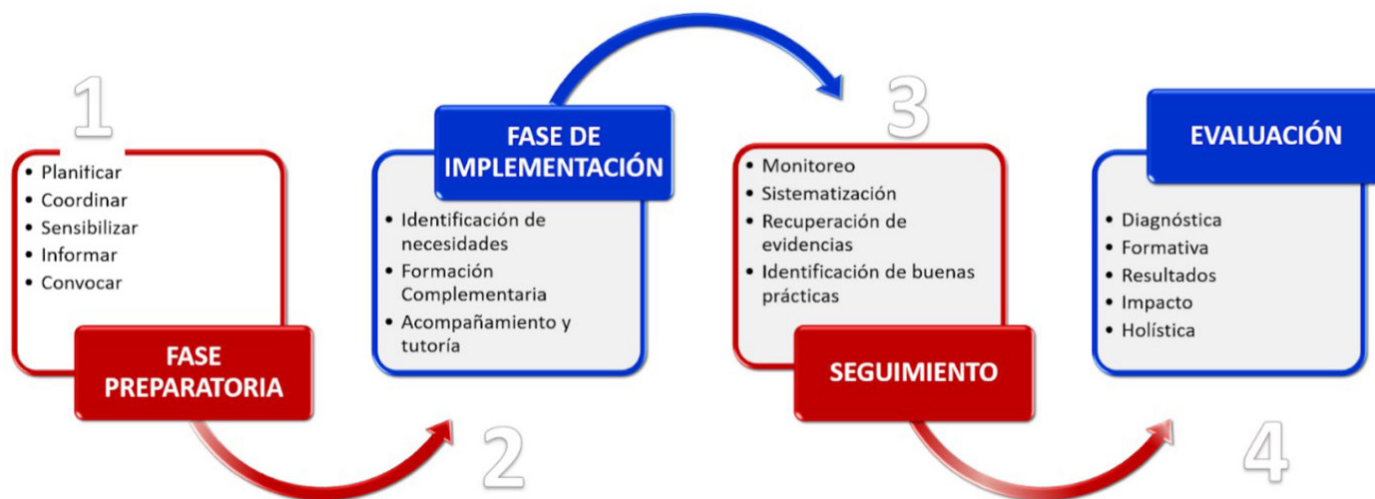 1
• Planiticar
• Coordinar
• Sensibilizar
• Informar
• Convocar
FASE
PREPARATORIA
2
FASE DE
IMPLEMENTACIÓN
• Identificación de
necesidades
• Formación
Complementaria
• Acompañamiento y
tutoría
3
• Monitoreo
• Sistematización
• Recuperación de
evidencias
• Identificación de buenas
prácticas
SEGUIMIENTO
4
EVALUACIÓN
• Diagnóstica
• Formativa
• Resultados
• Impacto
• Holística